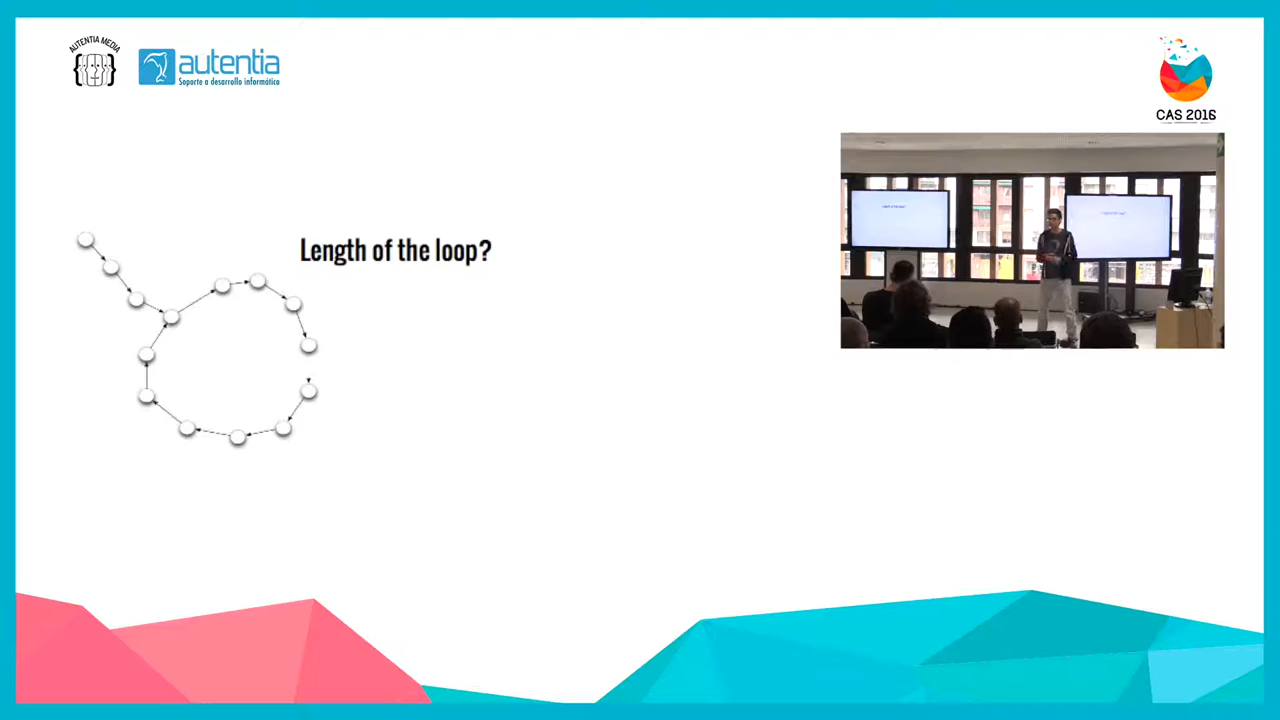 AUTENTIA MEDIA
autentia
Soporte a desarrollo informático
CAS 2016
Length of the loop?